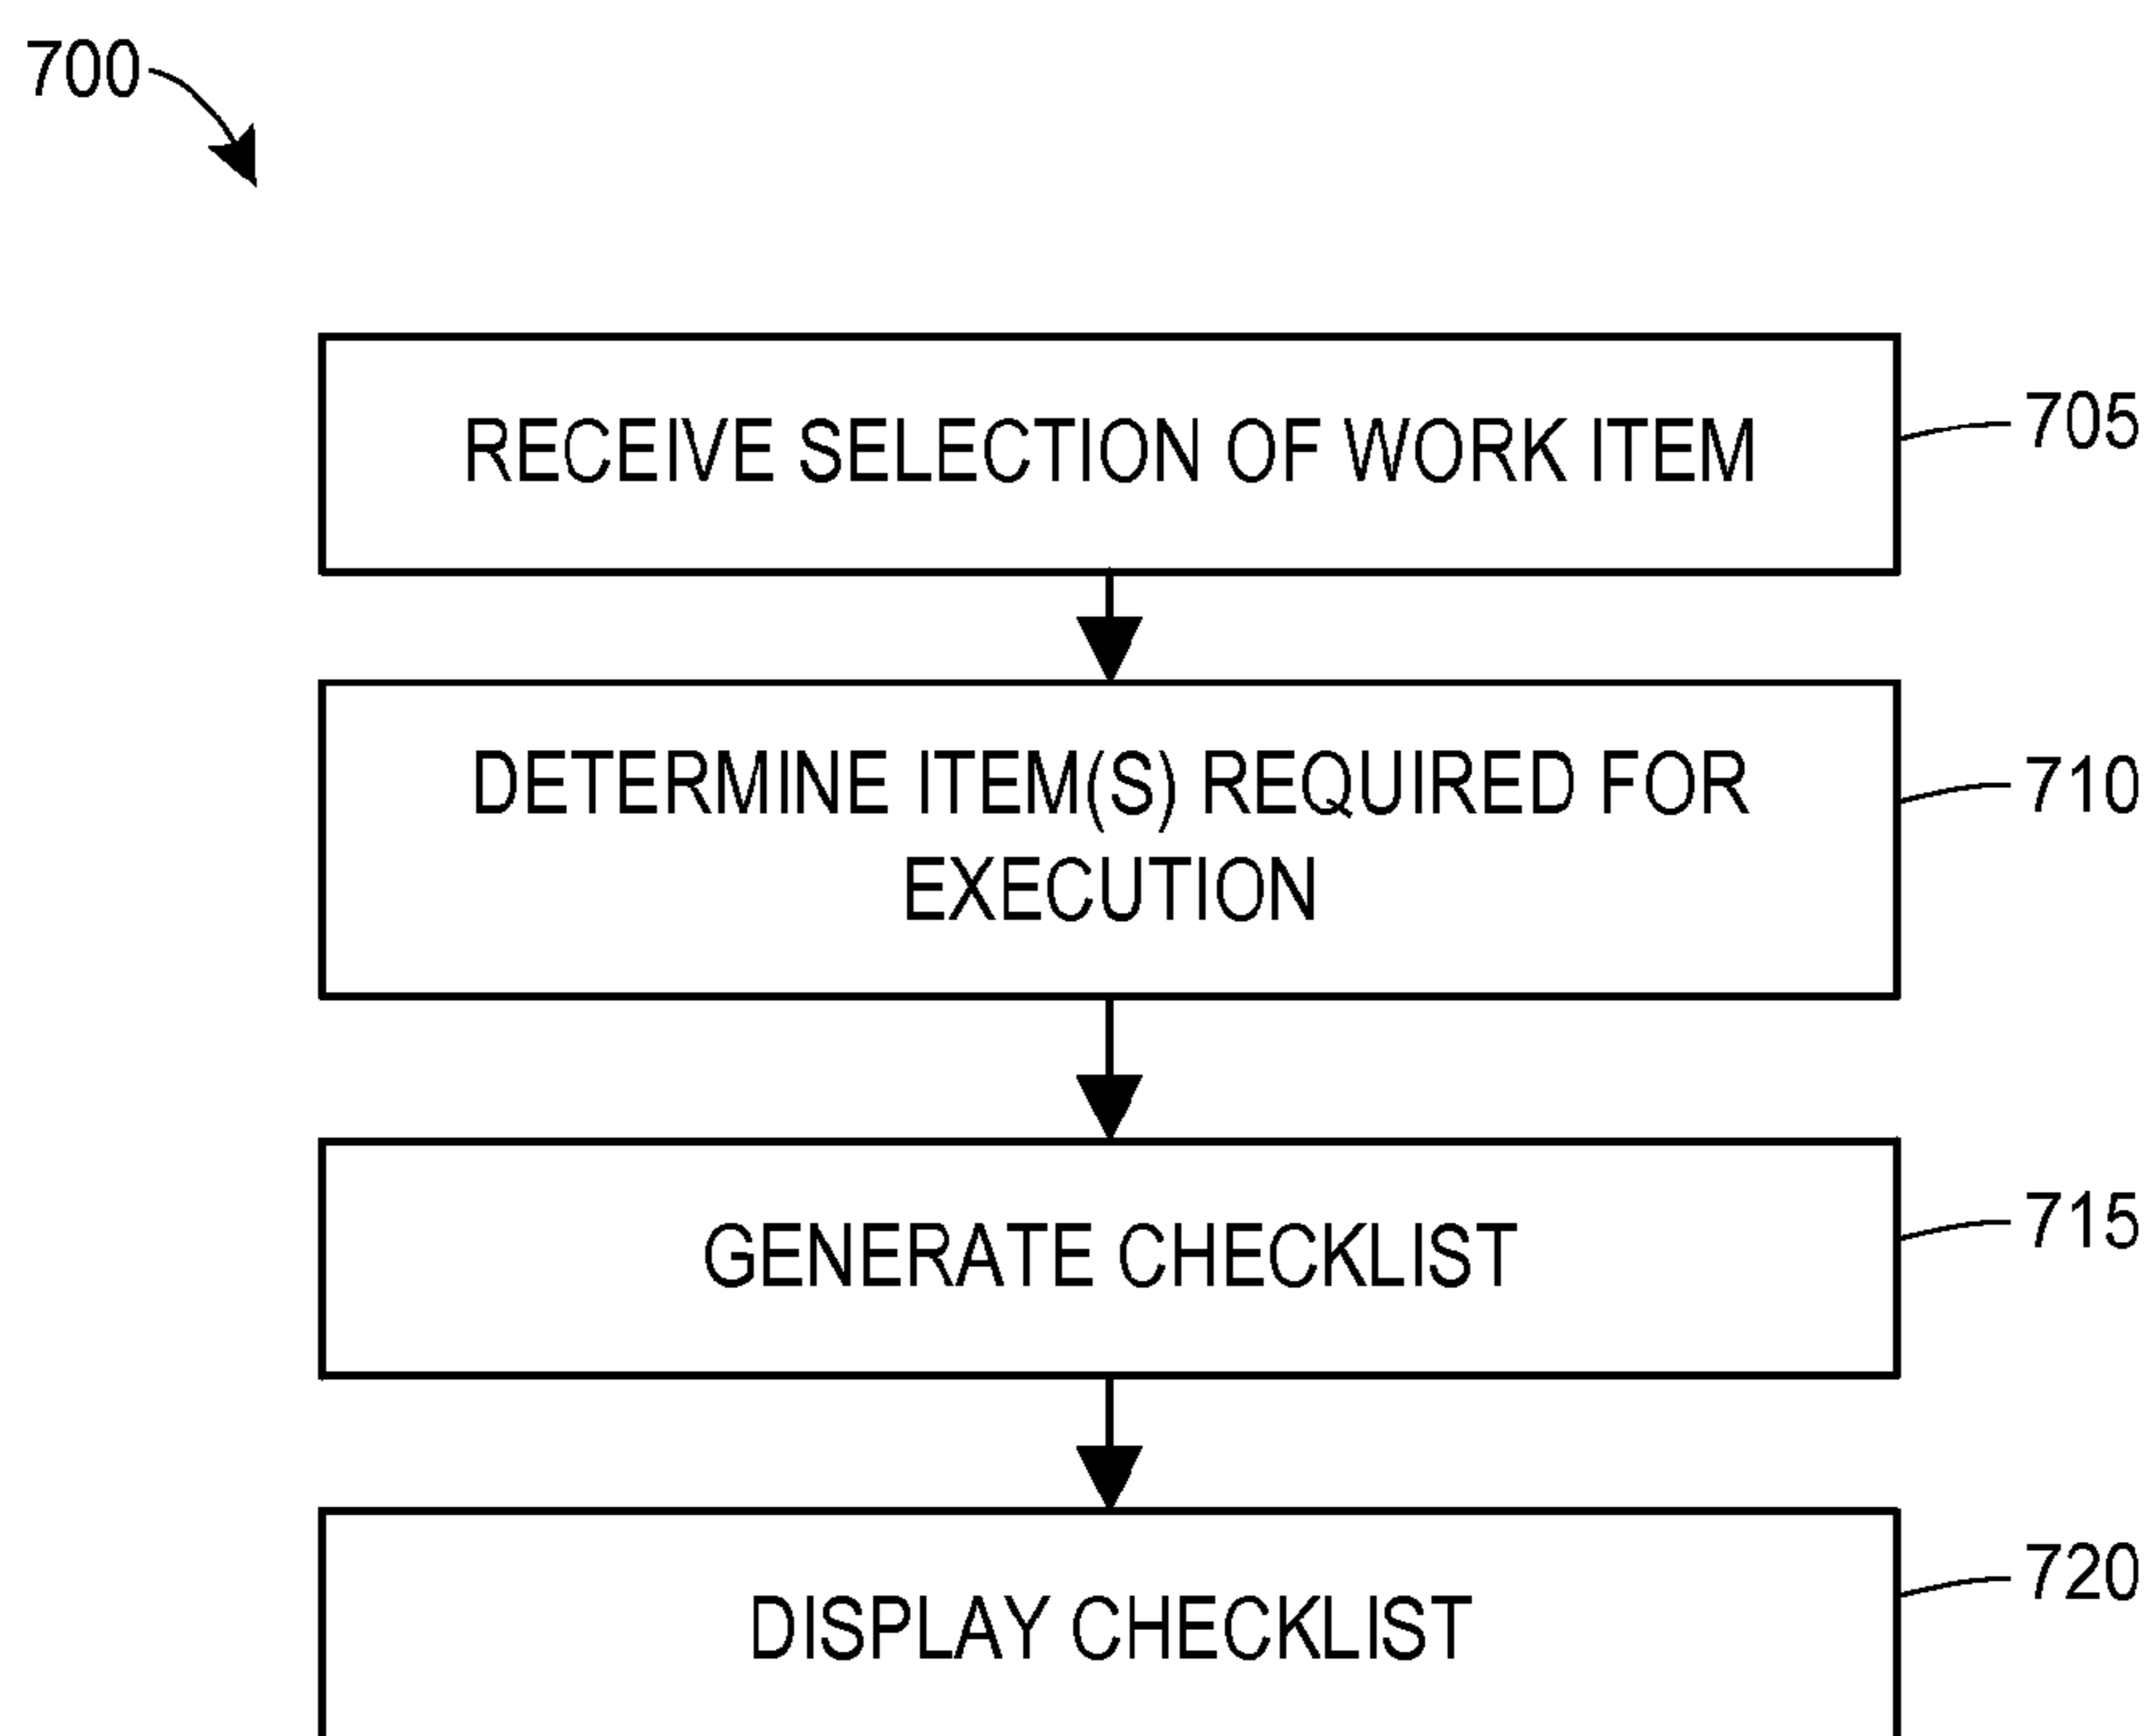 700
RECEIVE SELECTION OF WORK ITEM
705
DETERMINE ITEM(S) REQUIRED FOR
EXECUTION
710
GENERATE CHECKLIST
715
DISPLAY CHECKLIST
720